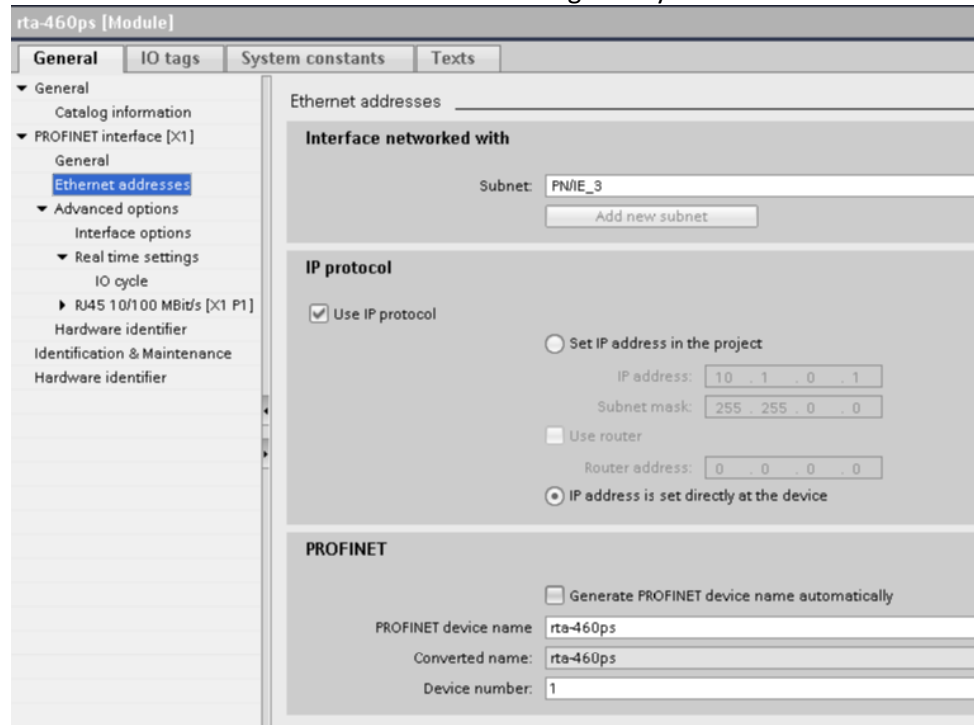 rta-460ps [Module]
General IO tags System constants Texts
General
Catalog information
PROFINET interface [X1]
General
Ethernet addresses
Advanced options
Interface options
Real time settings
IO cycle
RJ45 10/100 MBit/s [X1 P1]
Hardware identifier
Identification & Maintenance
Hardware identifier
Ethernet addresses
Interface networked with
Subnet: PN/IE_3
Add new subnet
IP protocol
Use IP protocol
Set IP address in the project
IP address: 10 . 1 . 0 . 1
Subnet mask: 255 . 255 . 0 . 0
Use router
Router address: 0 . 0 . 0 . 0
IP address is set directly at the device
PROFINET
Generate PROFINET device name automatically
PROFINET device name rta-460ps
Converted name: rta-460ps
Device number: 1